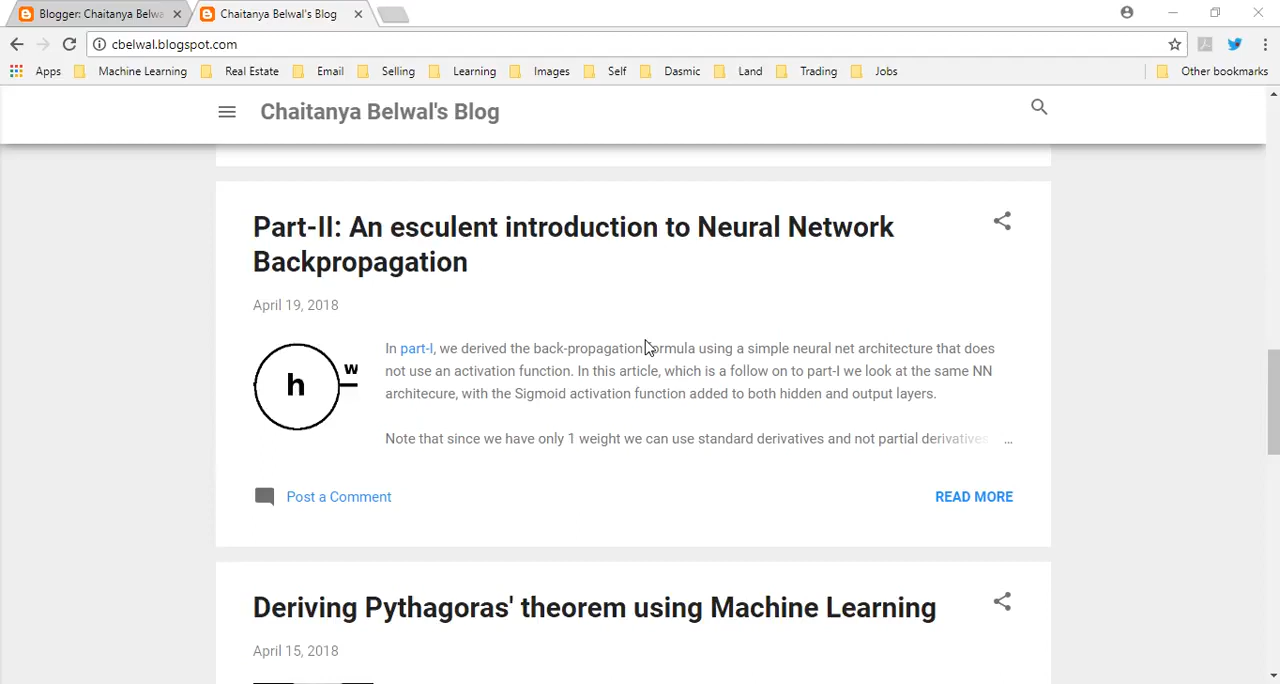 Blogger: Chaitanya Belwa
Chaitanya Belwal's Blog
cbelwal.blogspot.com
Apps Machine Learning Real Estate Email Selling Learning Images Self Dasmic Land Trading Jobs Other bookmarks
Chaitanya Belwal's Blog
Part-II: An esculent introduction to Neural Network
Backpropagation
April 19, 2018
In part-I, we derived the back-propagation formula using a simple neural net architecture that does
not use an activation function. In this article, which is a follow on to part-I we look at the same NN
architecure, with the Sigmoid activation function added to both hidden and output layers.
h w
Note that since we have only 1 weight we can use standard derivatives and not partial derivatives ...
Post a Comment
READ MORE
Deriving Pythagoras' theorem using Machine Learning
April 15, 2018